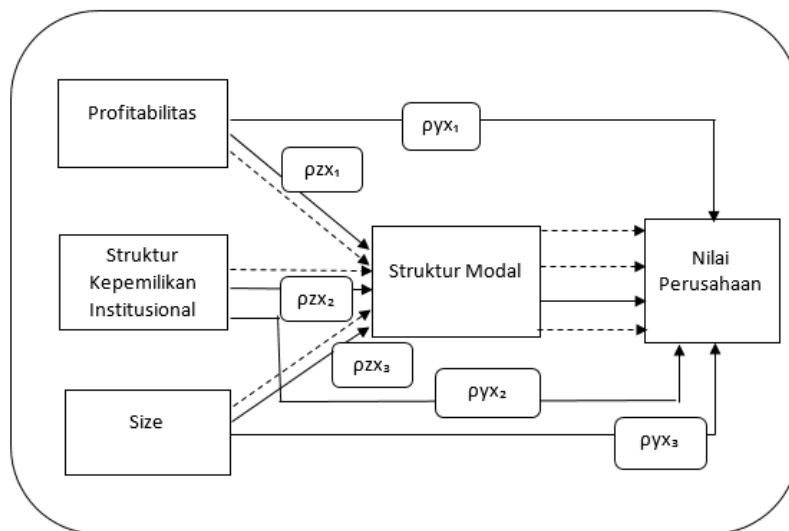 Profitabilitas
ρyx₁
ρzx₁
Struktur
Kepemilikan
Institusional
ρzx₂
Struktur Modal
Nilai
Perusahaan
ρzx₃
Size
ρyx₂
ρyx₃